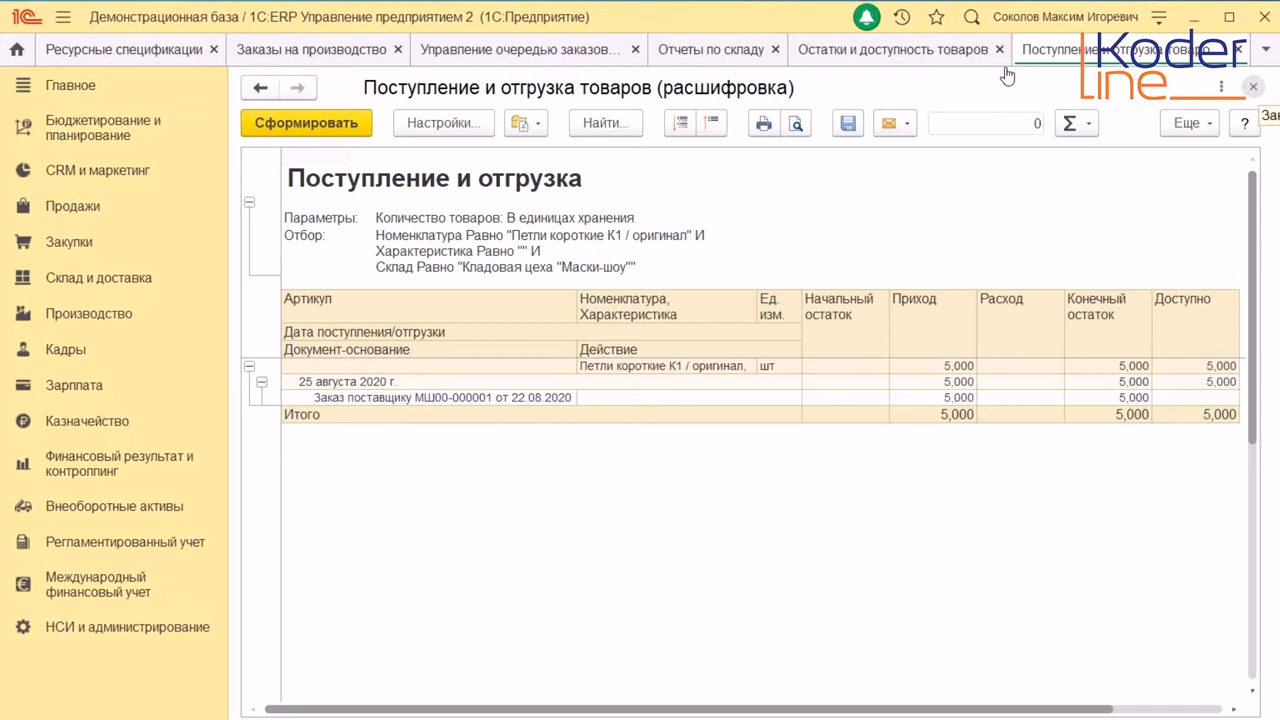 1С Демонстрационная база / 1С:ERP Управление предприятием 2 (1С:Предприятие) Соколов Максим Игоревич
Ресурсные спецификации Заказы на производство Управление очередью заказов... Отчеты по складу Остатки и доступность товаров Поступление и отгрузка товаро...
Koder
line
Главное
Бюджетирование и
планирование
CRM и маркетинг
Продажи
Закупки
Склад и доставка
Производство
Кадры
Зарплата
Казначейство
Финансовый результат и
контроллинг
Внеоборотные активы
Регламентированный учет
Международный
финансовый учет
НСИ и администрирование
Поступление и отгрузка товаров (расшифровка)
Сформировать Настройки... Найти... 0 Σ Еще ?
Зак
Поступление и отгрузка
Параметры: Количество товаров: В единицах хранения
Отбор: Номенклатура Равно "Петли короткие К1 / оригинал" И
Характеристика Равно "" И
Склад Равно "Кладовая цеха "Маски-шоу""
Артикул Номенклатура, Ед. Начальный Приход Расход Конечный Доступно
Характеристика изм. остаток остаток
Дата поступления/отгрузки
Документ-основание Действие
Петли короткие К1 / оригинал, шт 5,000 5,000 5,000
25 августа 2020 г. 5,000 5,000 5,000
Заказ поставщику МШ00-000001 от 22.08.2020 5,000 5,000
Итого 5,000 5,000 5,000